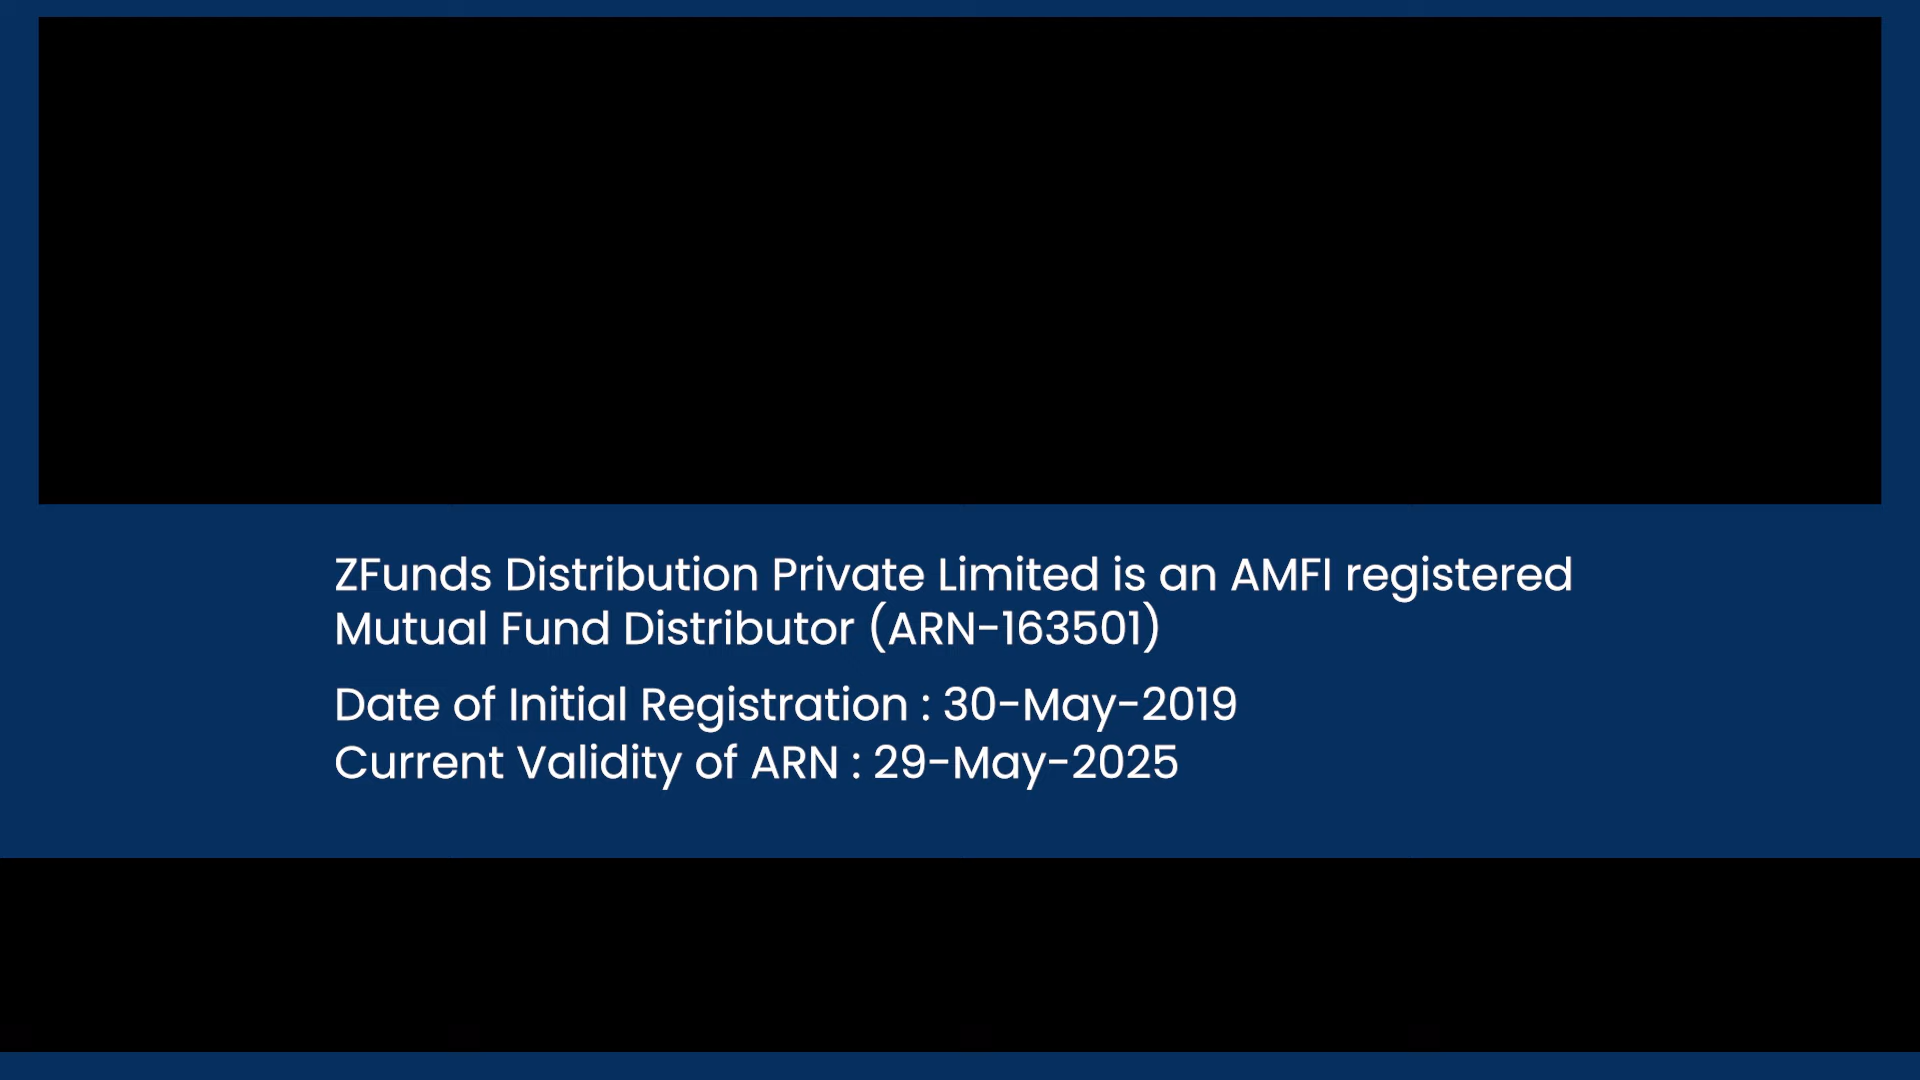 ZFunds Distribution Private Limited is an AMFI registered
Mutual Fund Distributor (ARN-163501)
Date of Initial Registration : 30-May-2019
Current Validity of ARN : 29-May-2025